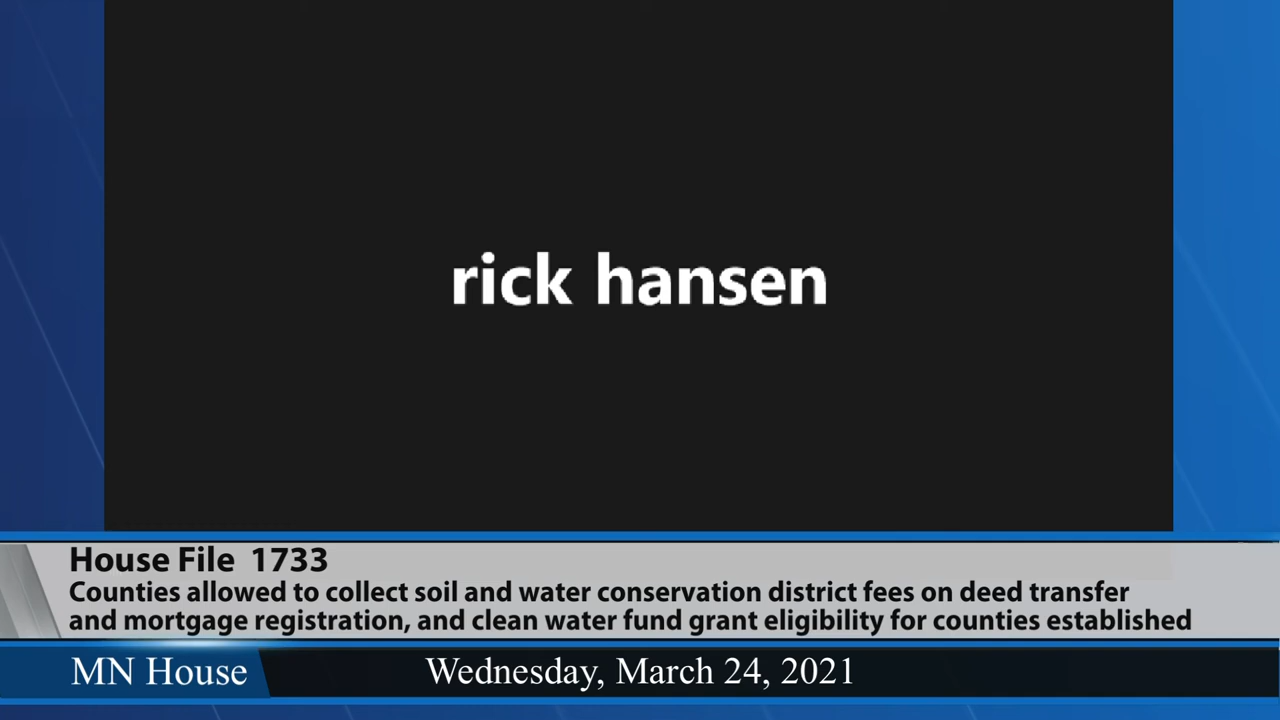 rick hansen
House File 1733
Counties allowed to collect soil and water conservation district fees on deed transfer
and mortgage registration, and clean water fund grant eligibility for counties established
MN House
Wednesday, March 24, 2021